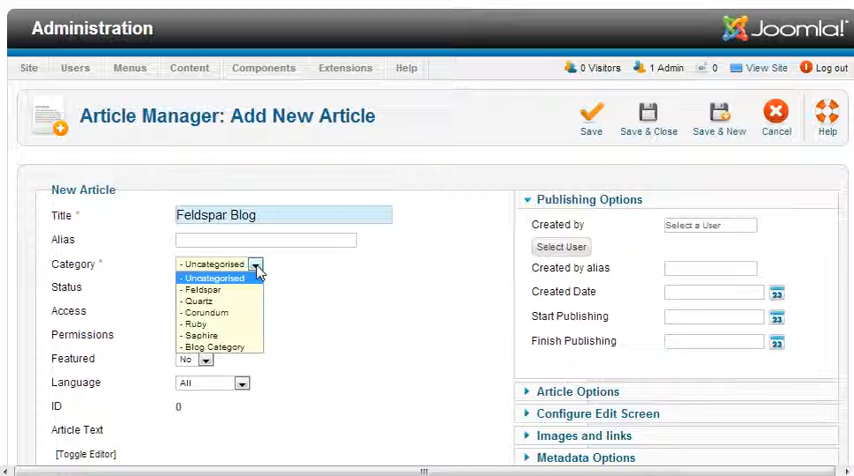 Administration
Joomla!
Site Users Menus Content Components Extensions Help
0 Visitors 1 Admin 0 View Site Log out
Article Manager: Add New Article
Save Save & Close Save & New Cancel Help
New Article
Title * Feldspar Blog
Alias
Category * - Uncategorised
- Uncategorised
- Feldspar
- Quartz
- Corundum
- Ruby
- Saphire
- Blog Category
Status
Access
Permissions
Featured No
Language All
ID 0
Article Text
[Toggle Editor]
Publishing Options
Created by Select a User
Select User
Created by alias
Created Date 23
Start Publishing 23
Finish Publishing 23
Article Options
Configure Edit Screen
Images and links
Metadata Options